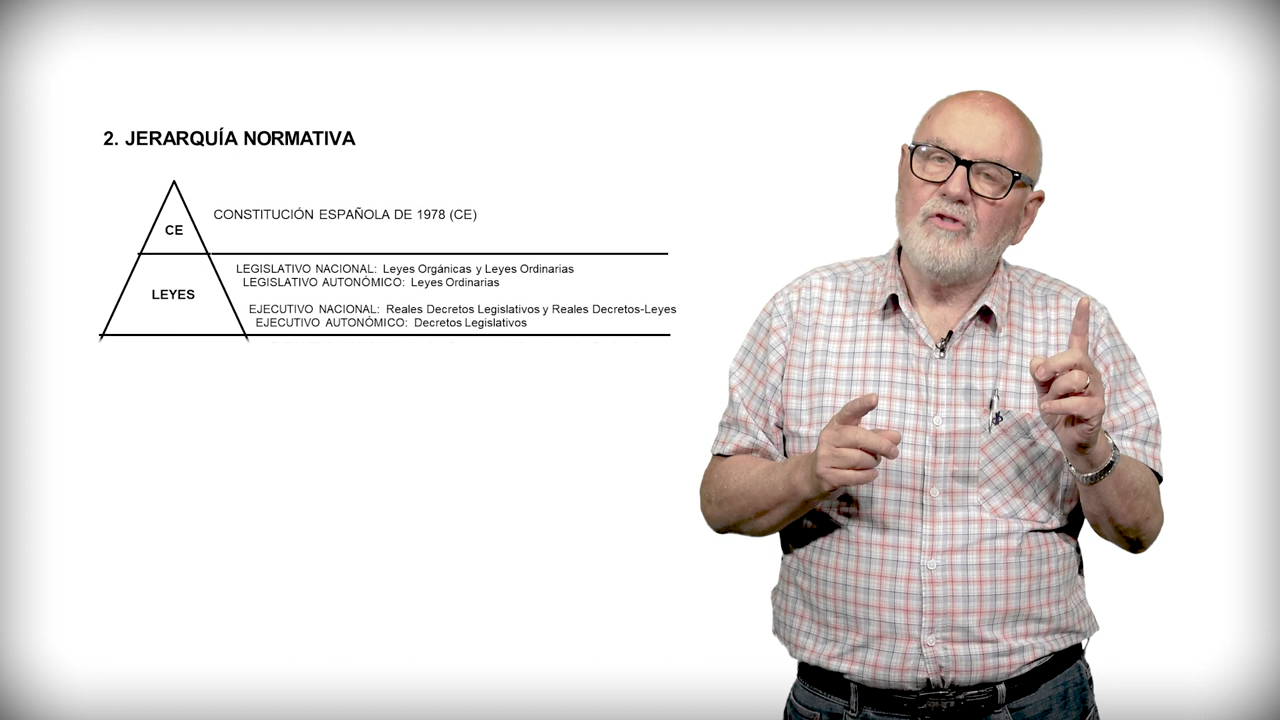 2. JERARQUÍA NORMATIVA
CE
CONSTITUCIÓN ESPAÑOLA DE 1978 (CE)
LEYES
LEGISLATIVO NACIONAL: Leyes Orgánicas y Leyes Ordinarias
LEGISLATIVO AUTONÓMICO: Leyes Ordinarias
EJECUTIVO NACIONAL: Reales Decretos Legislativos y Reales Decretos-Leyes
EJECUTIVO AUTONÓMICO: Decretos Legislativos